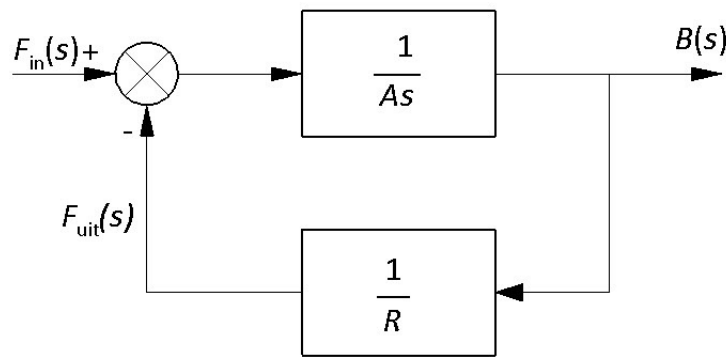 F_in(s) +
1
As
B(s)
-
F_uit(s)
1
R